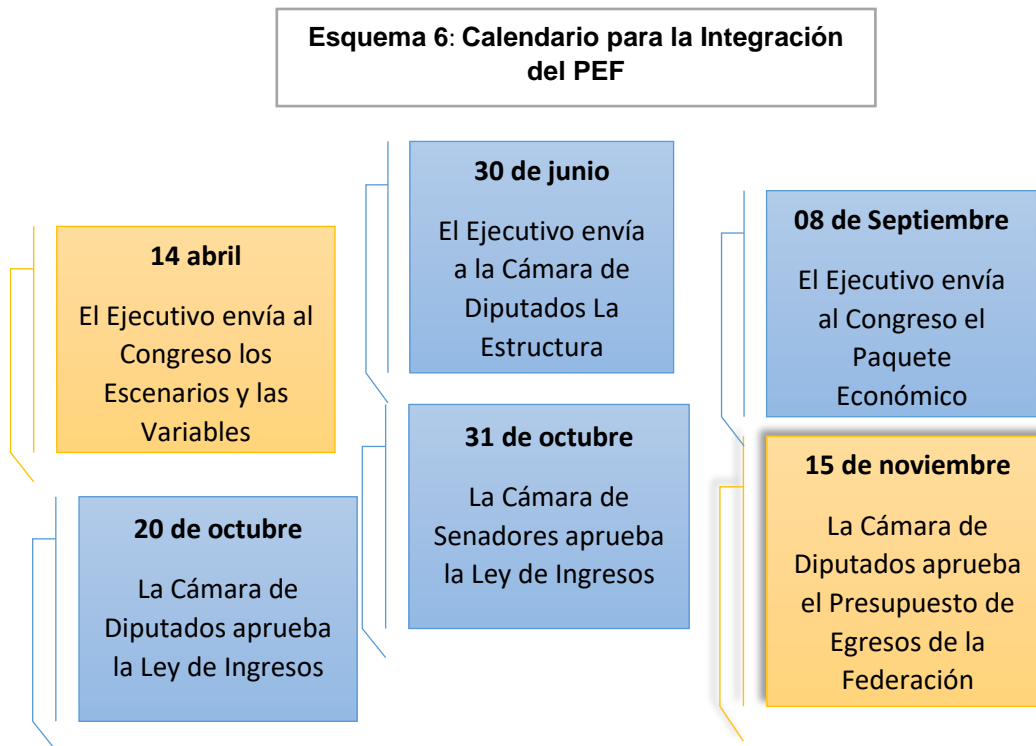 Esquema 6: Calendario para la Integración
del PEF
14 abril
El Ejecutivo envía al
Congreso los
Escenarios y las
Variables
30 de junio
El Ejecutivo envía
a la Cámara de
Diputados La
Estructura
08 de Septiembre
El Ejecutivo envía
al Congreso el
Paquete
Económico
20 de octubre
La Cámara de
Diputados aprueba
la Ley de Ingresos
31 de octubre
La Cámara de
Senadores aprueba
la Ley de Ingresos
15 de noviembre
La Cámara de
Diputados aprueba
el Presupuesto de
Egresos de la
Federación